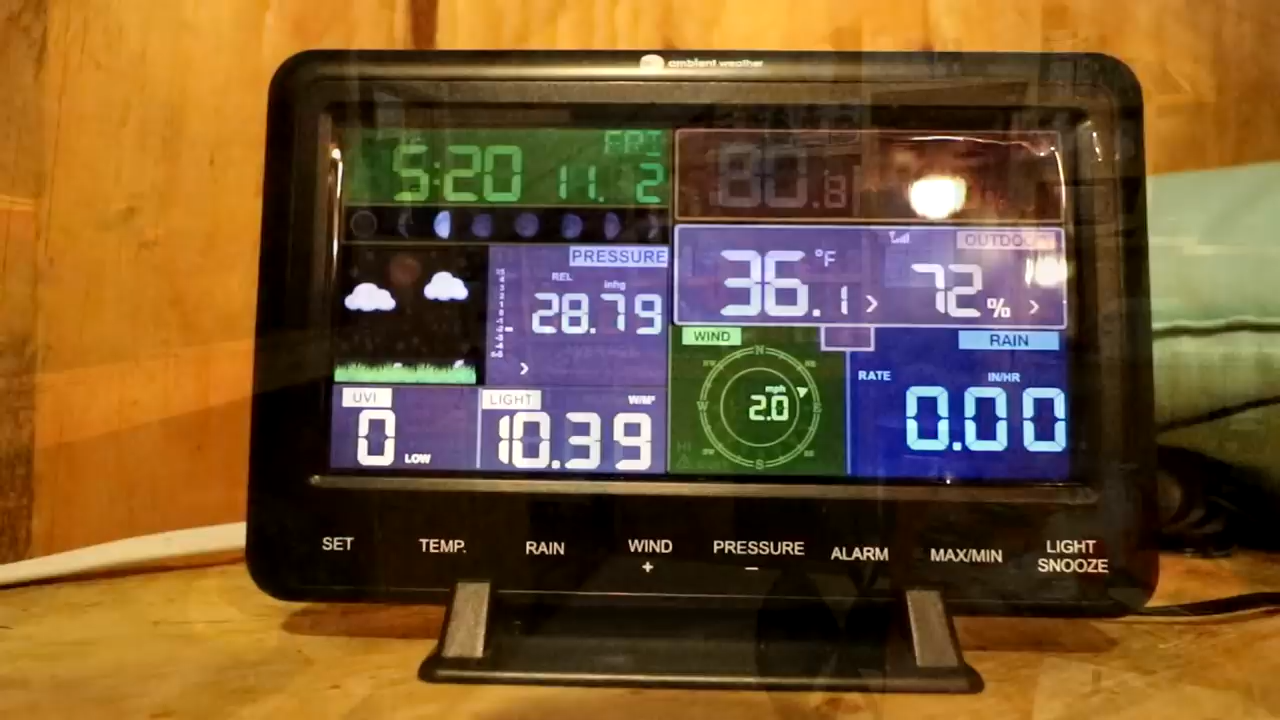 ambient weather
FRI
5:20 11. 2
80.8
PRESSURE
REL inhg
28.79
OUTDOOR
36.1 °F 72 %
WIND
N
W E
S
mph
2.0
RAIN
RATE IN/HR
0.00
UVI
0 LOW
LIGHT W/M²
10.39
SET TEMP. RAIN WIND PRESSURE ALARM MAX/MIN LIGHT
+ − SNOOZE